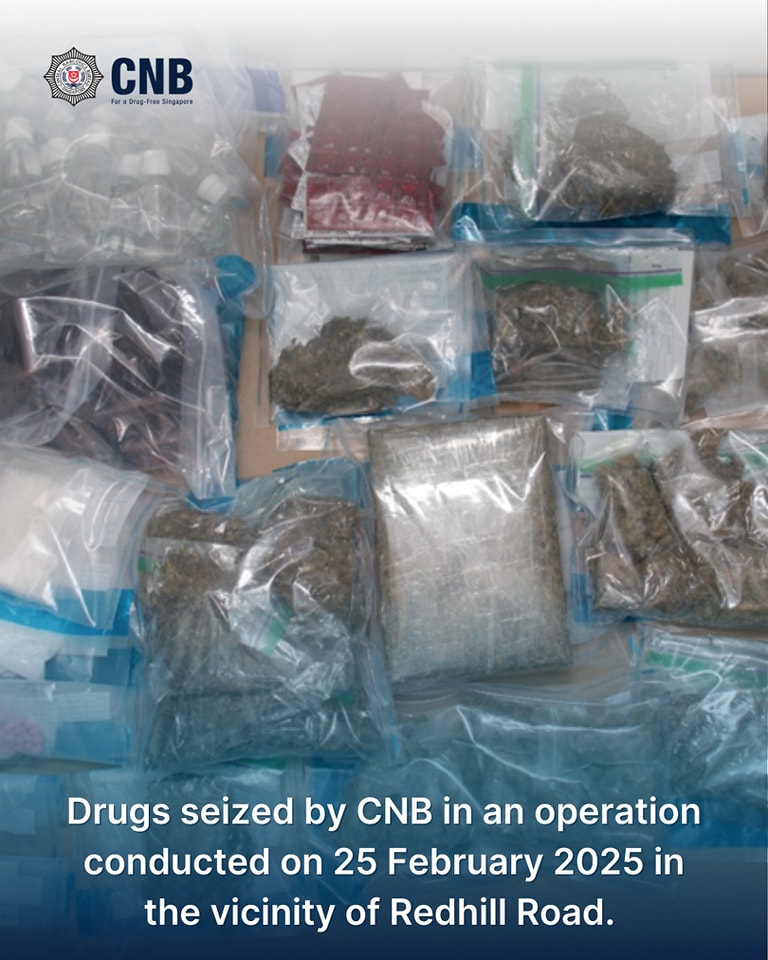 CNB
For a Drug-Free Singapore
Drugs seized by CNB in an operation
conducted on 25 February 2025 in
the vicinity of Redhill Road.